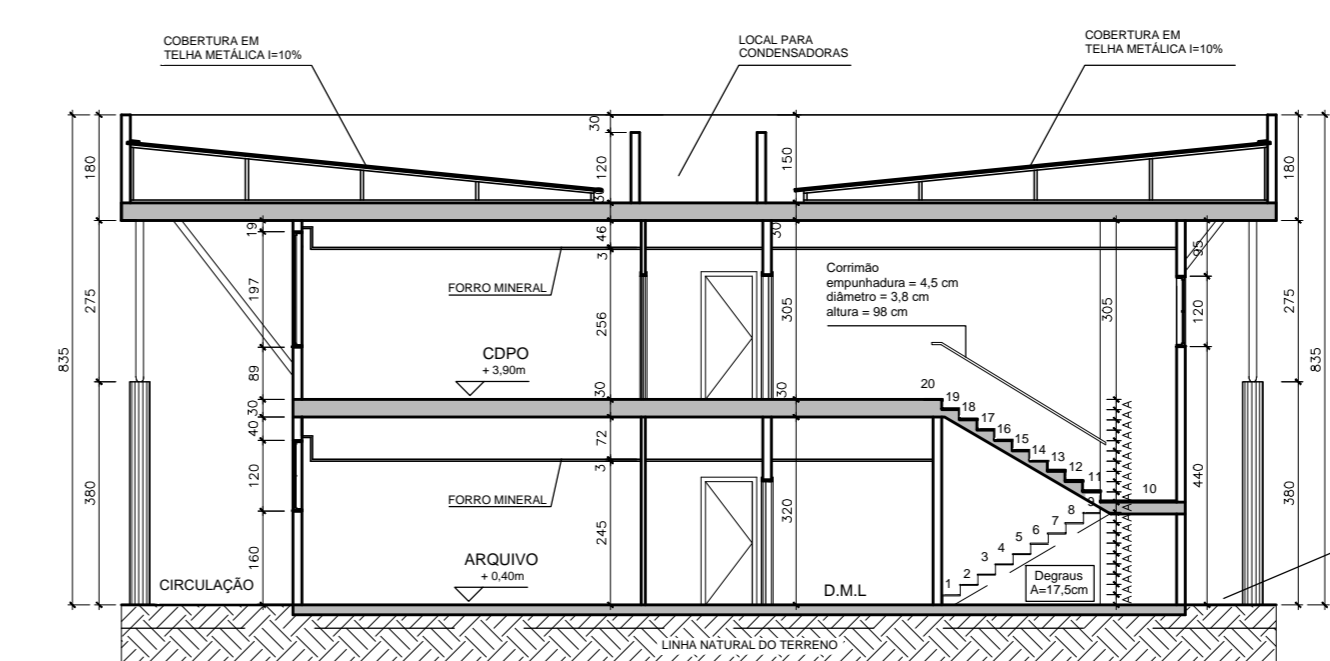 COBERTURA EM
TELHA METÁLICA I=10%
LOCAL PARA
CONDENSADORAS
COBERTURA EM
TELHA METÁLICA I=10%
835
180
275
380
30
120
150
180
275
380
835
19
197
89
30
40
120
160
46
3
256
30
72
3
245
30
305
30
320
305
95
120
440
FORRO MINERAL
CDPO
+ 3,90m
Corrimão
empunhadura = 4,5 cm
diâmetro = 3,8 cm
altura = 98 cm
20
19
18
17
16
15
14
13
12
11
10
9
8
7
6
5
4
3
2
1
FORRO MINERAL
ARQUIVO
+ 0,40m
CIRCULAÇÃO
D.M.L
Degraus
A=17,5cm
A A A A A A A A A A A A A A A A A A A A
LINHA NATURAL DO TERRENO